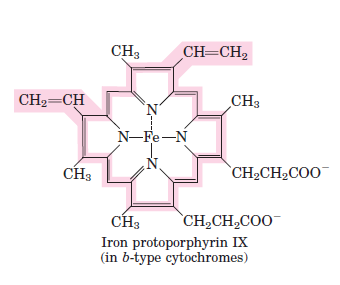 CH₃ CH=CH₂
CH₂=CH CH₃
N
N—Fe—N
N
CH₃ CH₂CH₂COO⁻
CH₃ CH₂CH₂COO⁻
Iron protoporphyrin IX
(in b-type cytochromes)